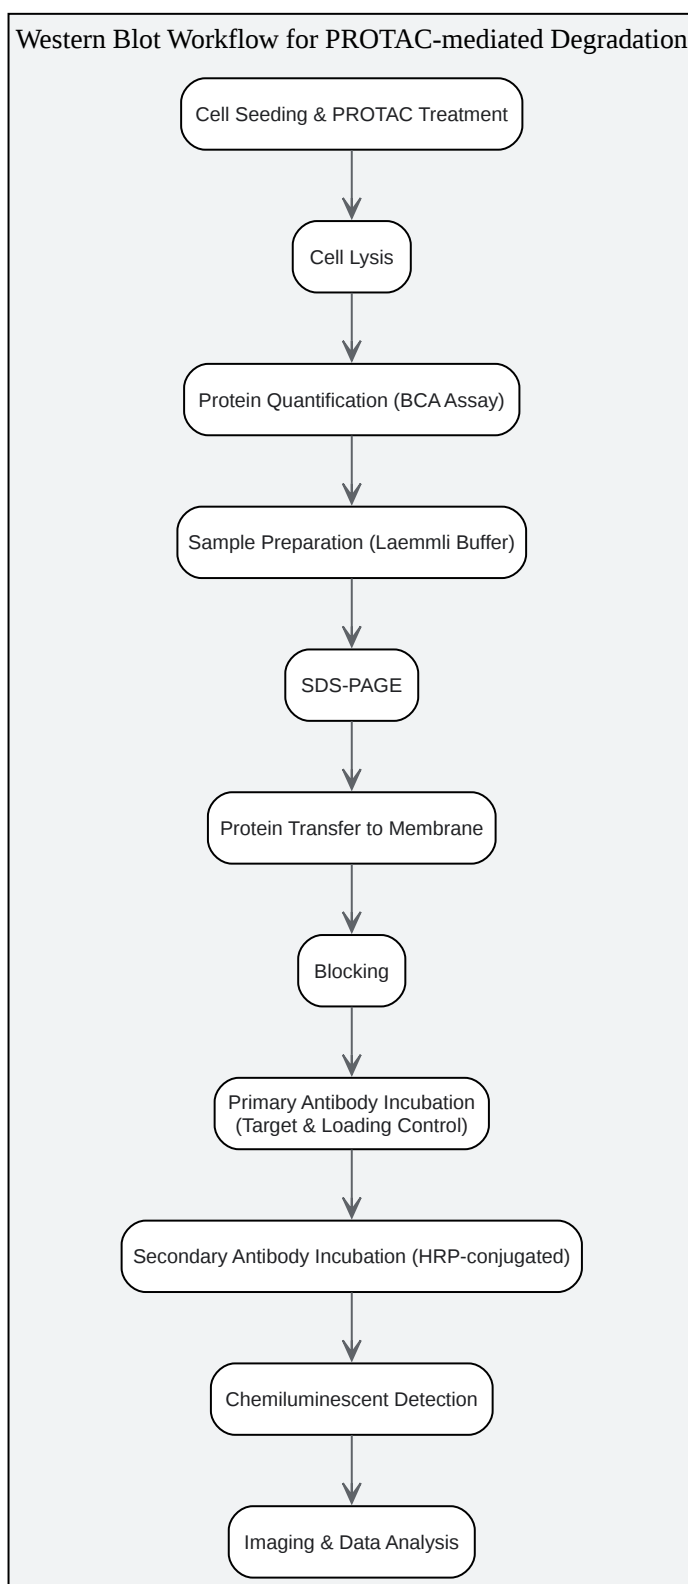 Western Blot Workflow for PROTAC-mediated Degradation
Cell Seeding & PROTAC Treatment
Cell Lysis
Protein Quantification (BCA Assay)
Sample Preparation (Laemmli Buffer)
SDS-PAGE
Protein Transfer to Membrane
Blocking
Primary Antibody Incubation
(Target & Loading Control)
Secondary Antibody Incubation (HRP-conjugated)
Chemiluminescent Detection
Imaging & Data Analysis